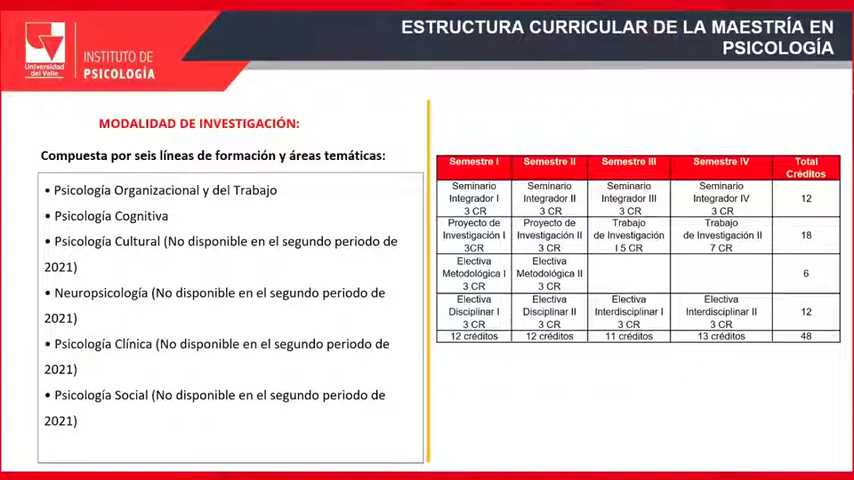 ESTRUCTURA CURRICULAR DE LA MAESTRÍA EN
PSICOLOGÍA
Universidad
del Valle
INSTITUTO DE
PSICOLOGÍA
MODALIDAD DE INVESTIGACIÓN:
Compuesta por seis líneas de formación y áreas temáticas:
• Psicología Organizacional y del Trabajo
• Psicología Cognitiva
• Psicología Cultural (No disponible en el segundo periodo de
2021)
• Neuropsicología (No disponible en el segundo periodo de
2021)
• Psicología Clínica (No disponible en el segundo periodo de
2021)
• Psicología Social (No disponible en el segundo periodo de
2021)
Semestre I Semestre II Semestre III Semestre IV Total
Créditos
Seminario Seminario Seminario Seminario
Integrador I Integrador II Integrador III Integrador IV 12
3 CR 3 CR 3 CR 3 CR
Proyecto de Proyecto de Trabajo Trabajo
Investigación I Investigación II de Investigación de Investigación II 18
3CR 3 CR I 5 CR 7 CR
Electiva Electiva
Metodológica I Metodológica II 6
3 CR 3 CR
Electiva Electiva Electiva Electiva
Disciplinar I Disciplinar II Interdisciplinar I Interdisciplinar II 12
3 CR 3 CR 3 CR 3 CR
12 créditos 12 créditos 11 créditos 13 créditos 48